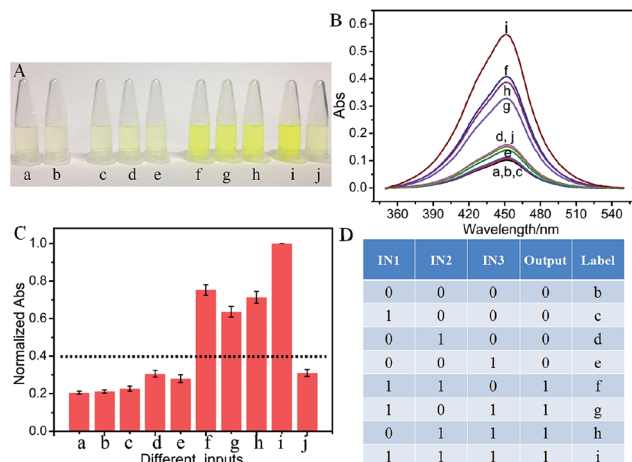 A
a b c d e f g h i j
B
Abs
0.6
0.5
0.4
0.3
0.2
0.1
0.0
i
f
h
g
d, j
e
a,b,c
360 390 420 450 480 510 540
Wavelength/nm
C
Normalized Abs
1.0
0.8
0.6
0.4
0.2
0.0
a b c d e f g h i j
Different inputs
D
IN1 IN2 IN3 Output Label
0 0 0 0 b
1 0 0 0 c
0 1 0 0 d
0 0 1 0 e
1 1 0 1 f
1 0 1 1 g
0 1 1 1 h
1 1 1 1 i